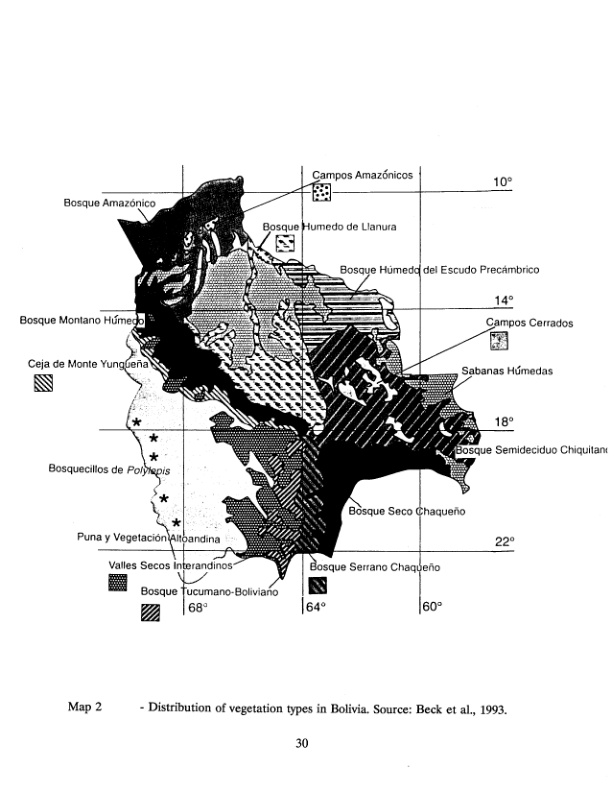 Campos Amazónicos
10°
Bosque Amazónico
Bosque Humedo de Llanura
Bosque Húmedo del Escudo Precámbrico
14°
Bosque Montano Húmedo
Campos Cerrados
Ceja de Monte Yungueña
Sabanas Húmedas
18°
Bosque Semideciduo Chiquitano
Bosquecillos de Polylepis
Bosque Seco Chaqueño
Puna y Vegetación Altoandina
22°
Valles Secos Interandinos
Bosque Serrano Chaqueño
Bosque Tucumano-Boliviano
68° 64° 60°
Map 2 - Distribution of vegetation types in Bolivia. Source: Beck et al., 1993.
30